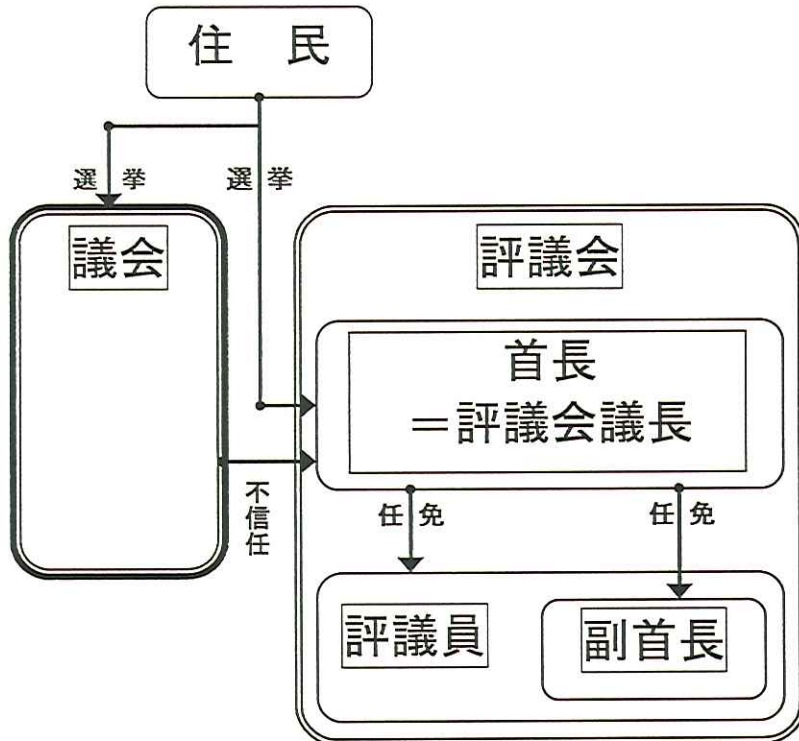 住 民
選 挙
選 挙
議会
評議会
首長
＝評議会議長
不信任
任 免
任 免
評議員
副首長